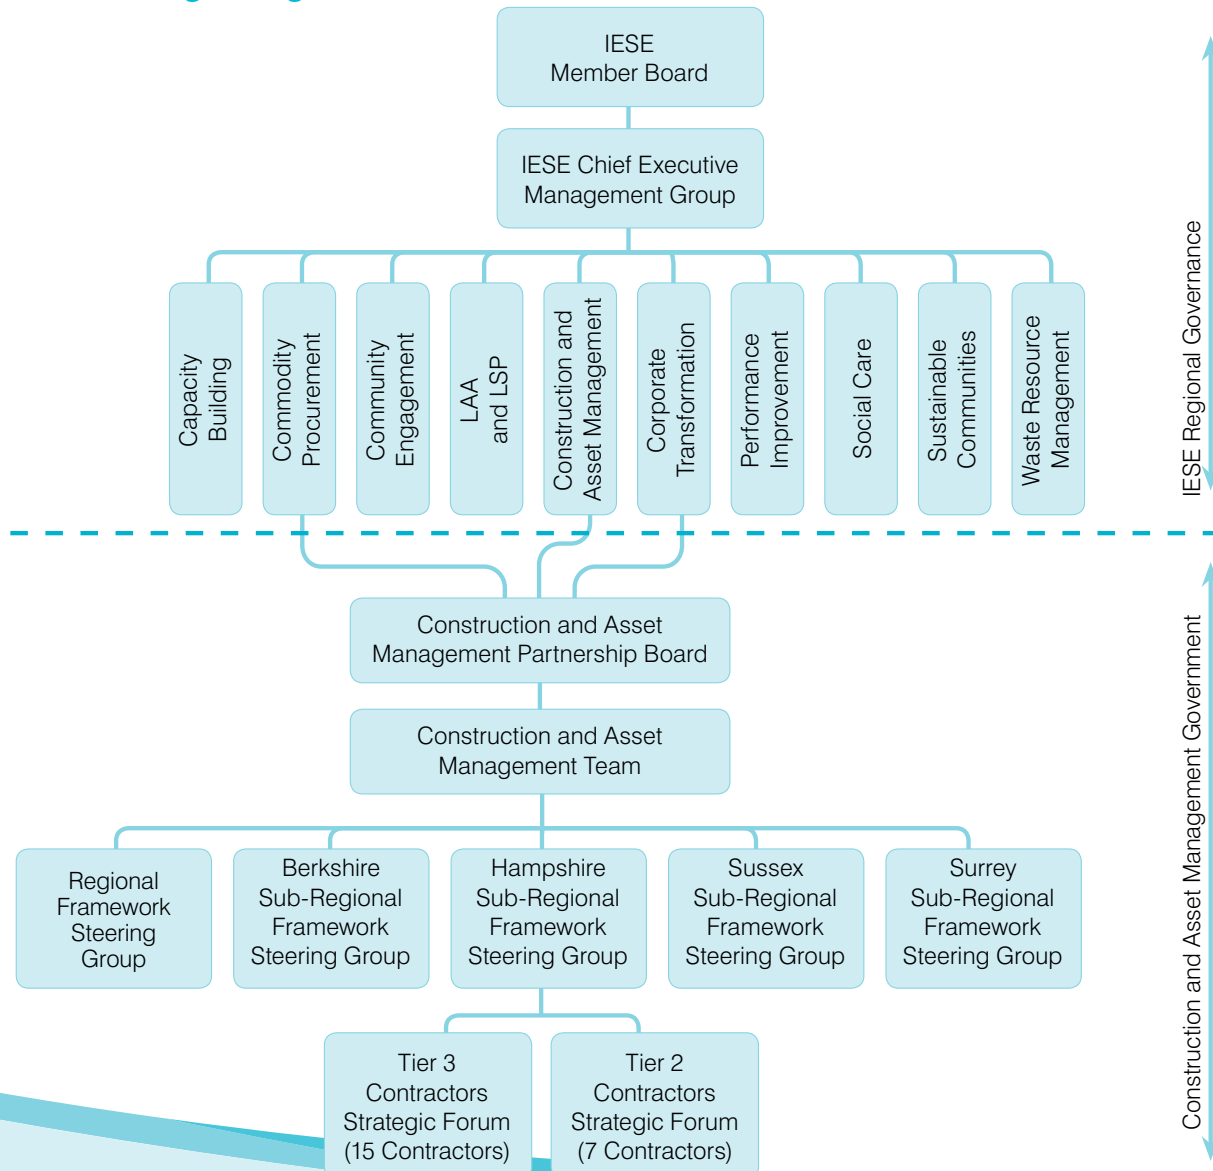 IESE
Member Board
IESE Chief Executive
Management Group
Capacity
Building
Commodity
Procurement
Community
Engagement
LAA
and LSP
Construction and
Asset Management
Corporate
Transformation
Performance
Improvement
Social Care
Sustainable
Communities
Waste Resource
Management
IESE Regional Governance
Construction and Asset
Management Partnership Board
Construction and Asset
Management Team
Regional
Framework
Steering
Group
Berkshire
Sub-Regional
Framework
Steering Group
Hampshire
Sub-Regional
Framework
Steering Group
Sussex
Sub-Regional
Framework
Steering Group
Surrey
Sub-Regional
Framework
Steering Group
Tier 3
Contractors
Strategic Forum
(15 Contractors)
Tier 2
Contractors
Strategic Forum
(7 Contractors)
Construction and Asset Management Government